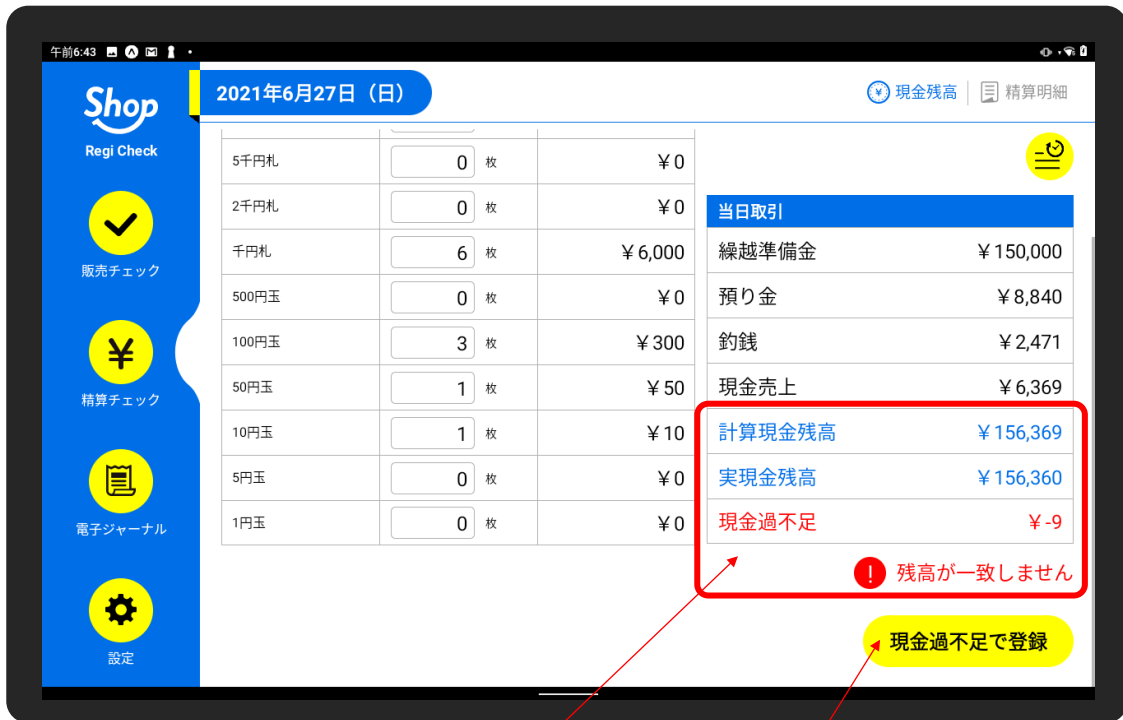 午前6:43
Shop
Regi Check
販売チェック
精算チェック
電子ジャーナル
設定
2021年6月27日（日）
現金残高
精算明細
5千円札 0 枚 ¥0
2千円札 0 枚 ¥0
千円札 6 枚 ¥6,000
500円玉 0 枚 ¥0
100円玉 3 枚 ¥300
50円玉 1 枚 ¥50
10円玉 1 枚 ¥10
5円玉 0 枚 ¥0
1円玉 0 枚 ¥0
当日取引
繰越準備金 ¥150,000
預り金 ¥8,840
釣銭 ¥2,471
現金売上 ¥6,369
計算現金残高 ¥156,369
実現金残高 ¥156,360
現金過不足 ¥-9
残高が一致しません
現金過不足で登録